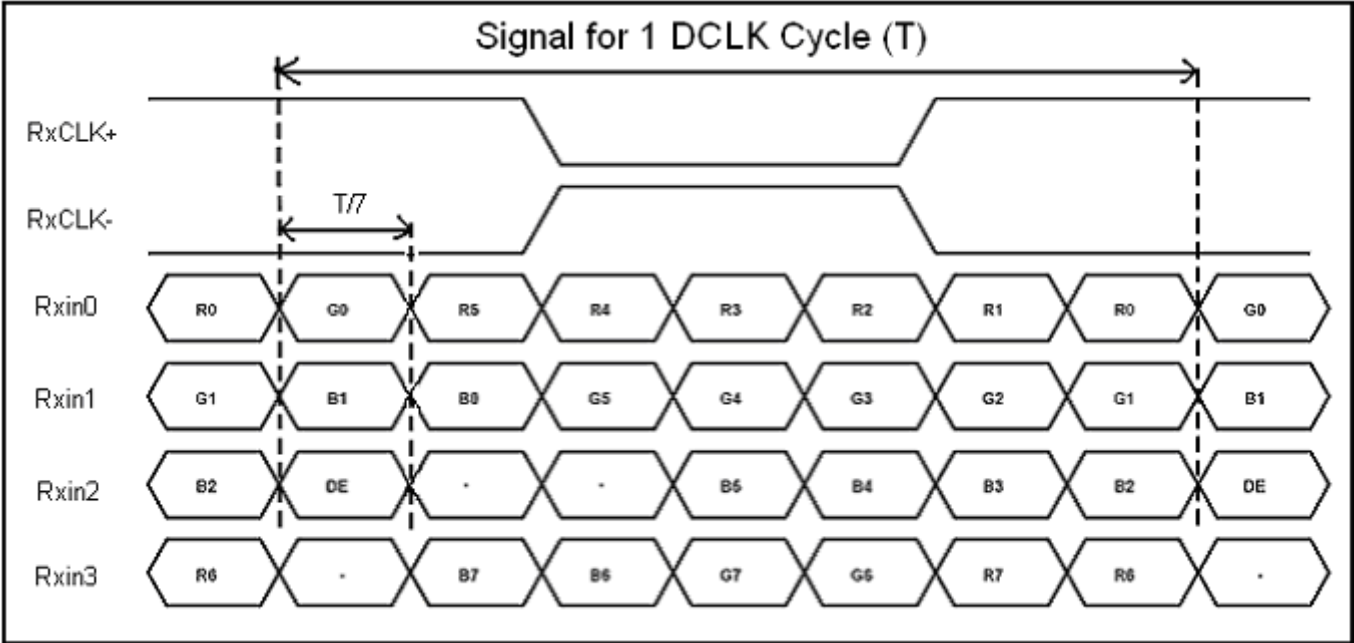 Signal for 1 DCLK Cycle (T)
RxCLK+
T/7
RxCLK-
Rxin0 R0 G0 R5 R4 R3 R2 R1 R0 G0
Rxin1 G1 B1 B0 G5 G4 G3 G2 G1 B1
Rxin2 B2 DE - - B5 B4 B3 B2 DE
Rxin3 R6 - B7 B6 G7 G6 R7 R6 -